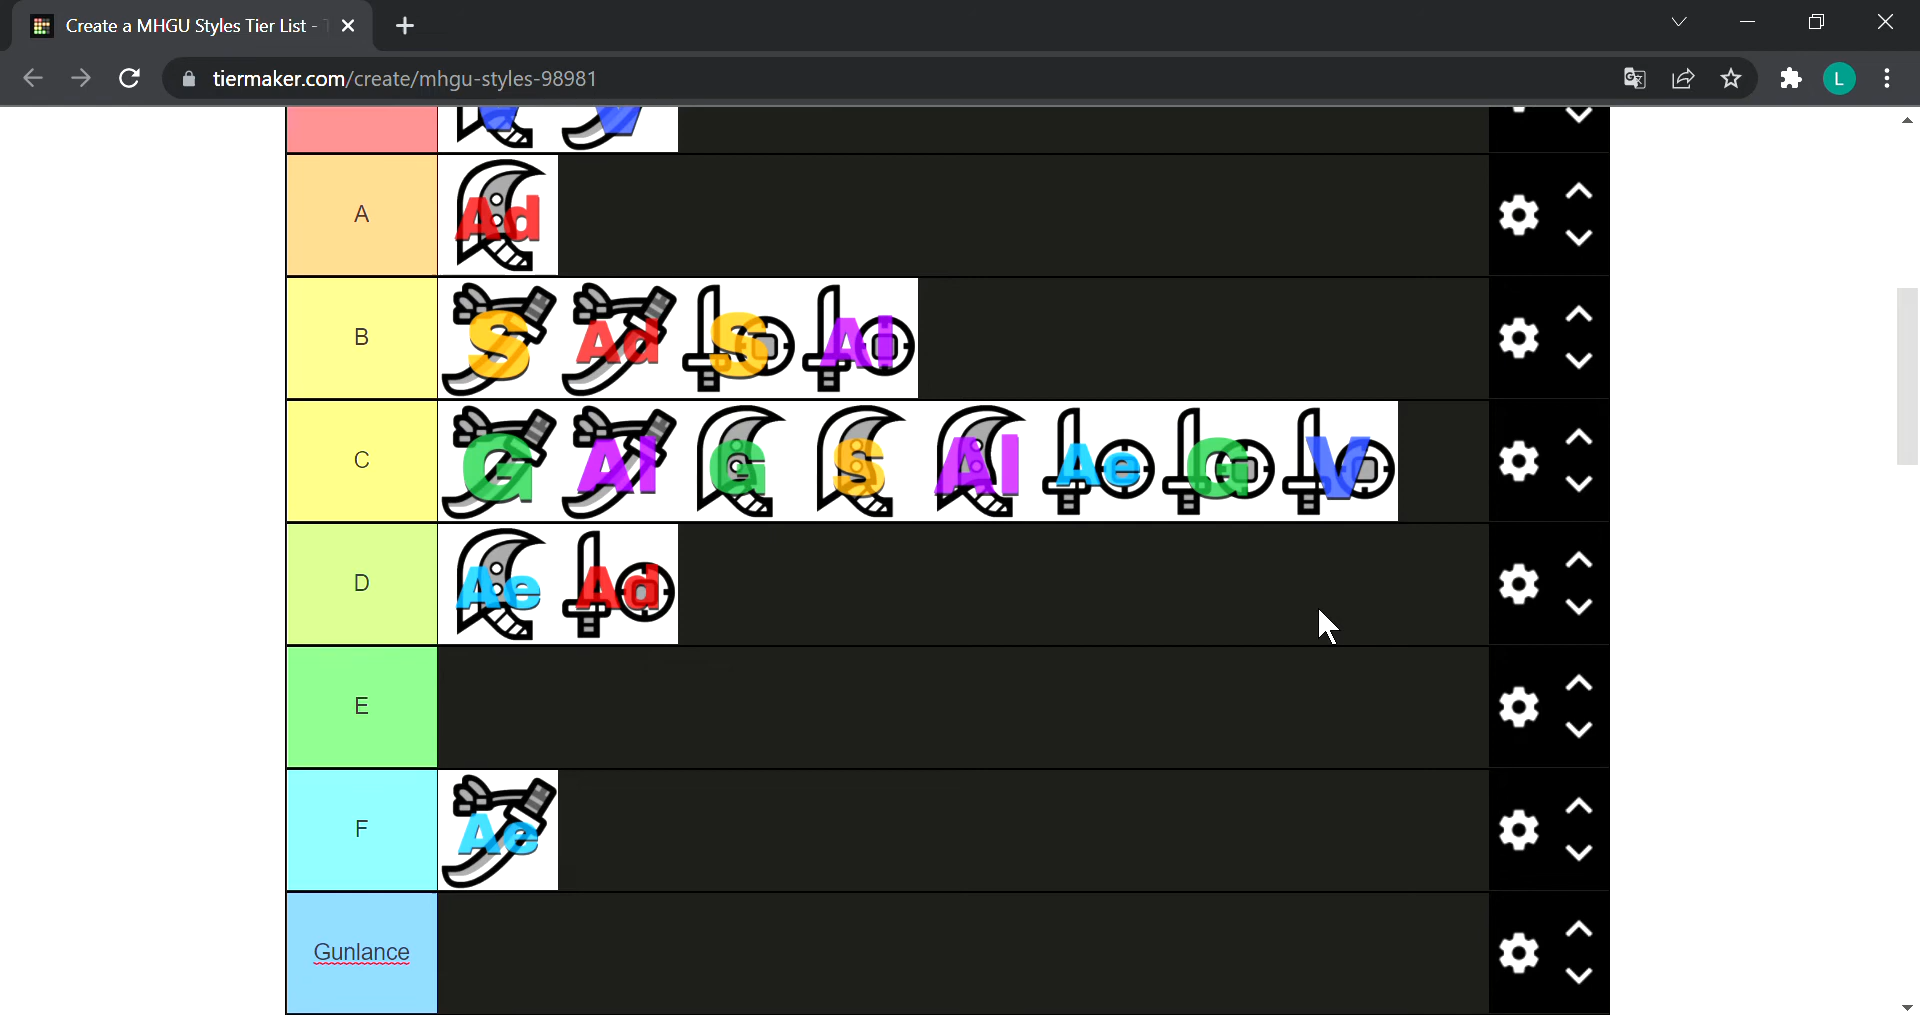 Create a MHGU Styles Tier List -
L
tiermaker.com/create/mhgu-styles-98981
V V
A Ad
B S Ad S Al
C G Al G S Al Ae G V
D Ae Ad
E
F Ae
Gunlance